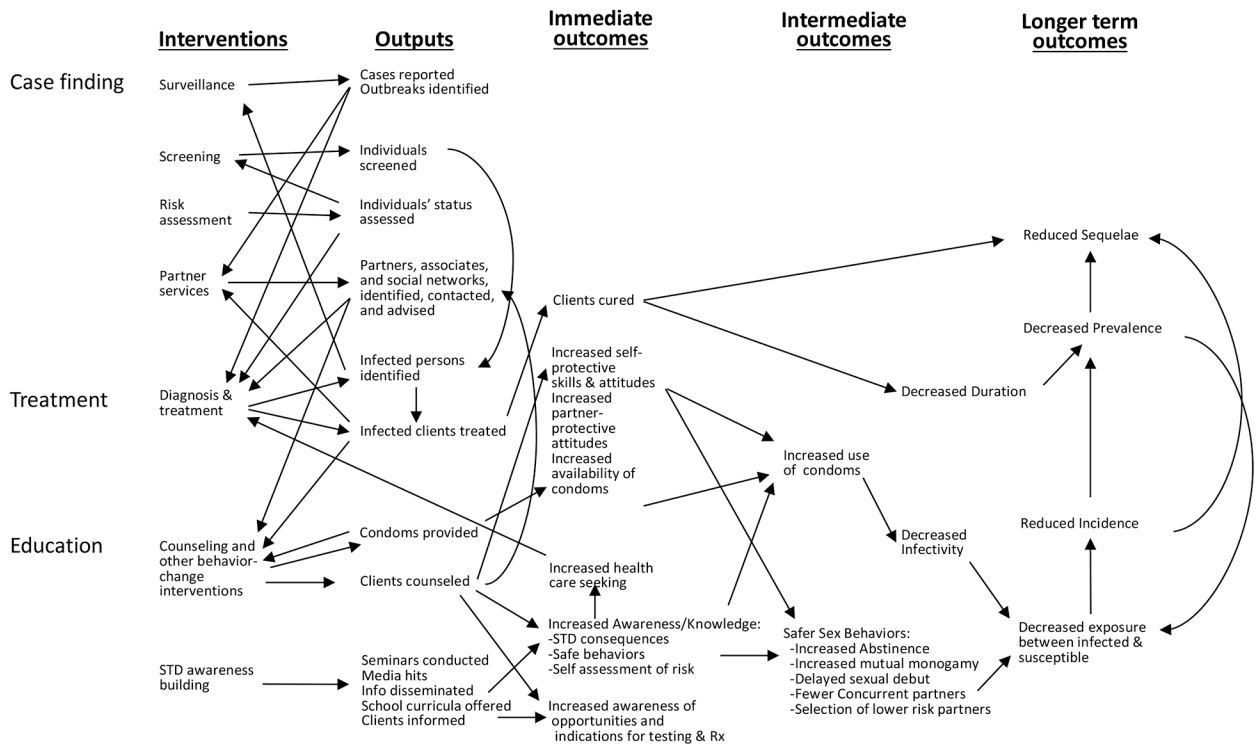 Interventions
Outputs
Immediate
outcomes
Intermediate
outcomes
Longer term
outcomes
Case finding
Surveillance
Cases reported
Outbreaks identified
Screening
Individuals
screened
Risk
assessment
Individuals’ status
assessed
Partner
services
Partners, associates,
and social networks,
identified, contacted,
and advised
Clients cured
Reduced Sequelae
Decreased Prevalence
Treatment
Diagnosis &
treatment
Infected persons
identified
Infected clients treated
Increased self-
protective
skills & attitudes
Increased
partner-
protective
attitudes
Increased
availability of
condoms
Decreased Duration
Increased use
of condoms
Education
Counseling and
other behavior-
change
interventions
Condoms provided
Clients counseled
Increased health
care seeking
Decreased
Infectivity
Reduced Incidence
STD awareness
building
Seminars conducted
Media hits
Info disseminated
School curricula offered
Clients informed
Increased Awareness/Knowledge:
-STD consequences
-Safe behaviors
-Self assessment of risk
Increased awareness of
opportunities and
indications for testing & Rx
Safer Sex Behaviors:
-Increased Abstinence
-Increased mutual monogamy
-Delayed sexual debut
-Fewer Concurrent partners
-Selection of lower risk partners
Decreased exposure
between infected &
susceptible